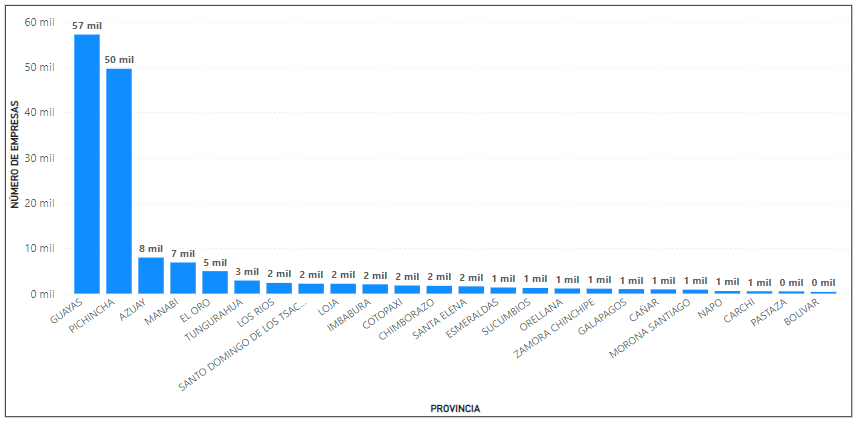 NÚMERO DE EMPRESAS
60 mil
50 mil
40 mil
30 mil
20 mil
10 mil
0 mil
57 mil
50 mil
8 mil
7 mil
5 mil
3 mil
2 mil
2 mil
2 mil
2 mil
2 mil
2 mil
2 mil
1 mil
1 mil
1 mil
1 mil
1 mil
1 mil
1 mil
1 mil
1 mil
0 mil
0 mil
GUAYAS
PICHINCHA
AZUAY
MANABI
EL ORO
TUNGURAHUA
LOS RIOS
SANTO DOMINGO DE LOS TSAC...
LOJA
IMBABURA
COTOPAXI
CHIMBORAZO
SANTA ELENA
ESMERALDAS
SUCUMBIOS
ORELLANA
ZAMORA CHINCHIPE
GALAPAGOS
CAÑAR
MORONA SANTIAGO
NAPO
CARCHI
PASTAZA
BOLIVAR
PROVINCIA